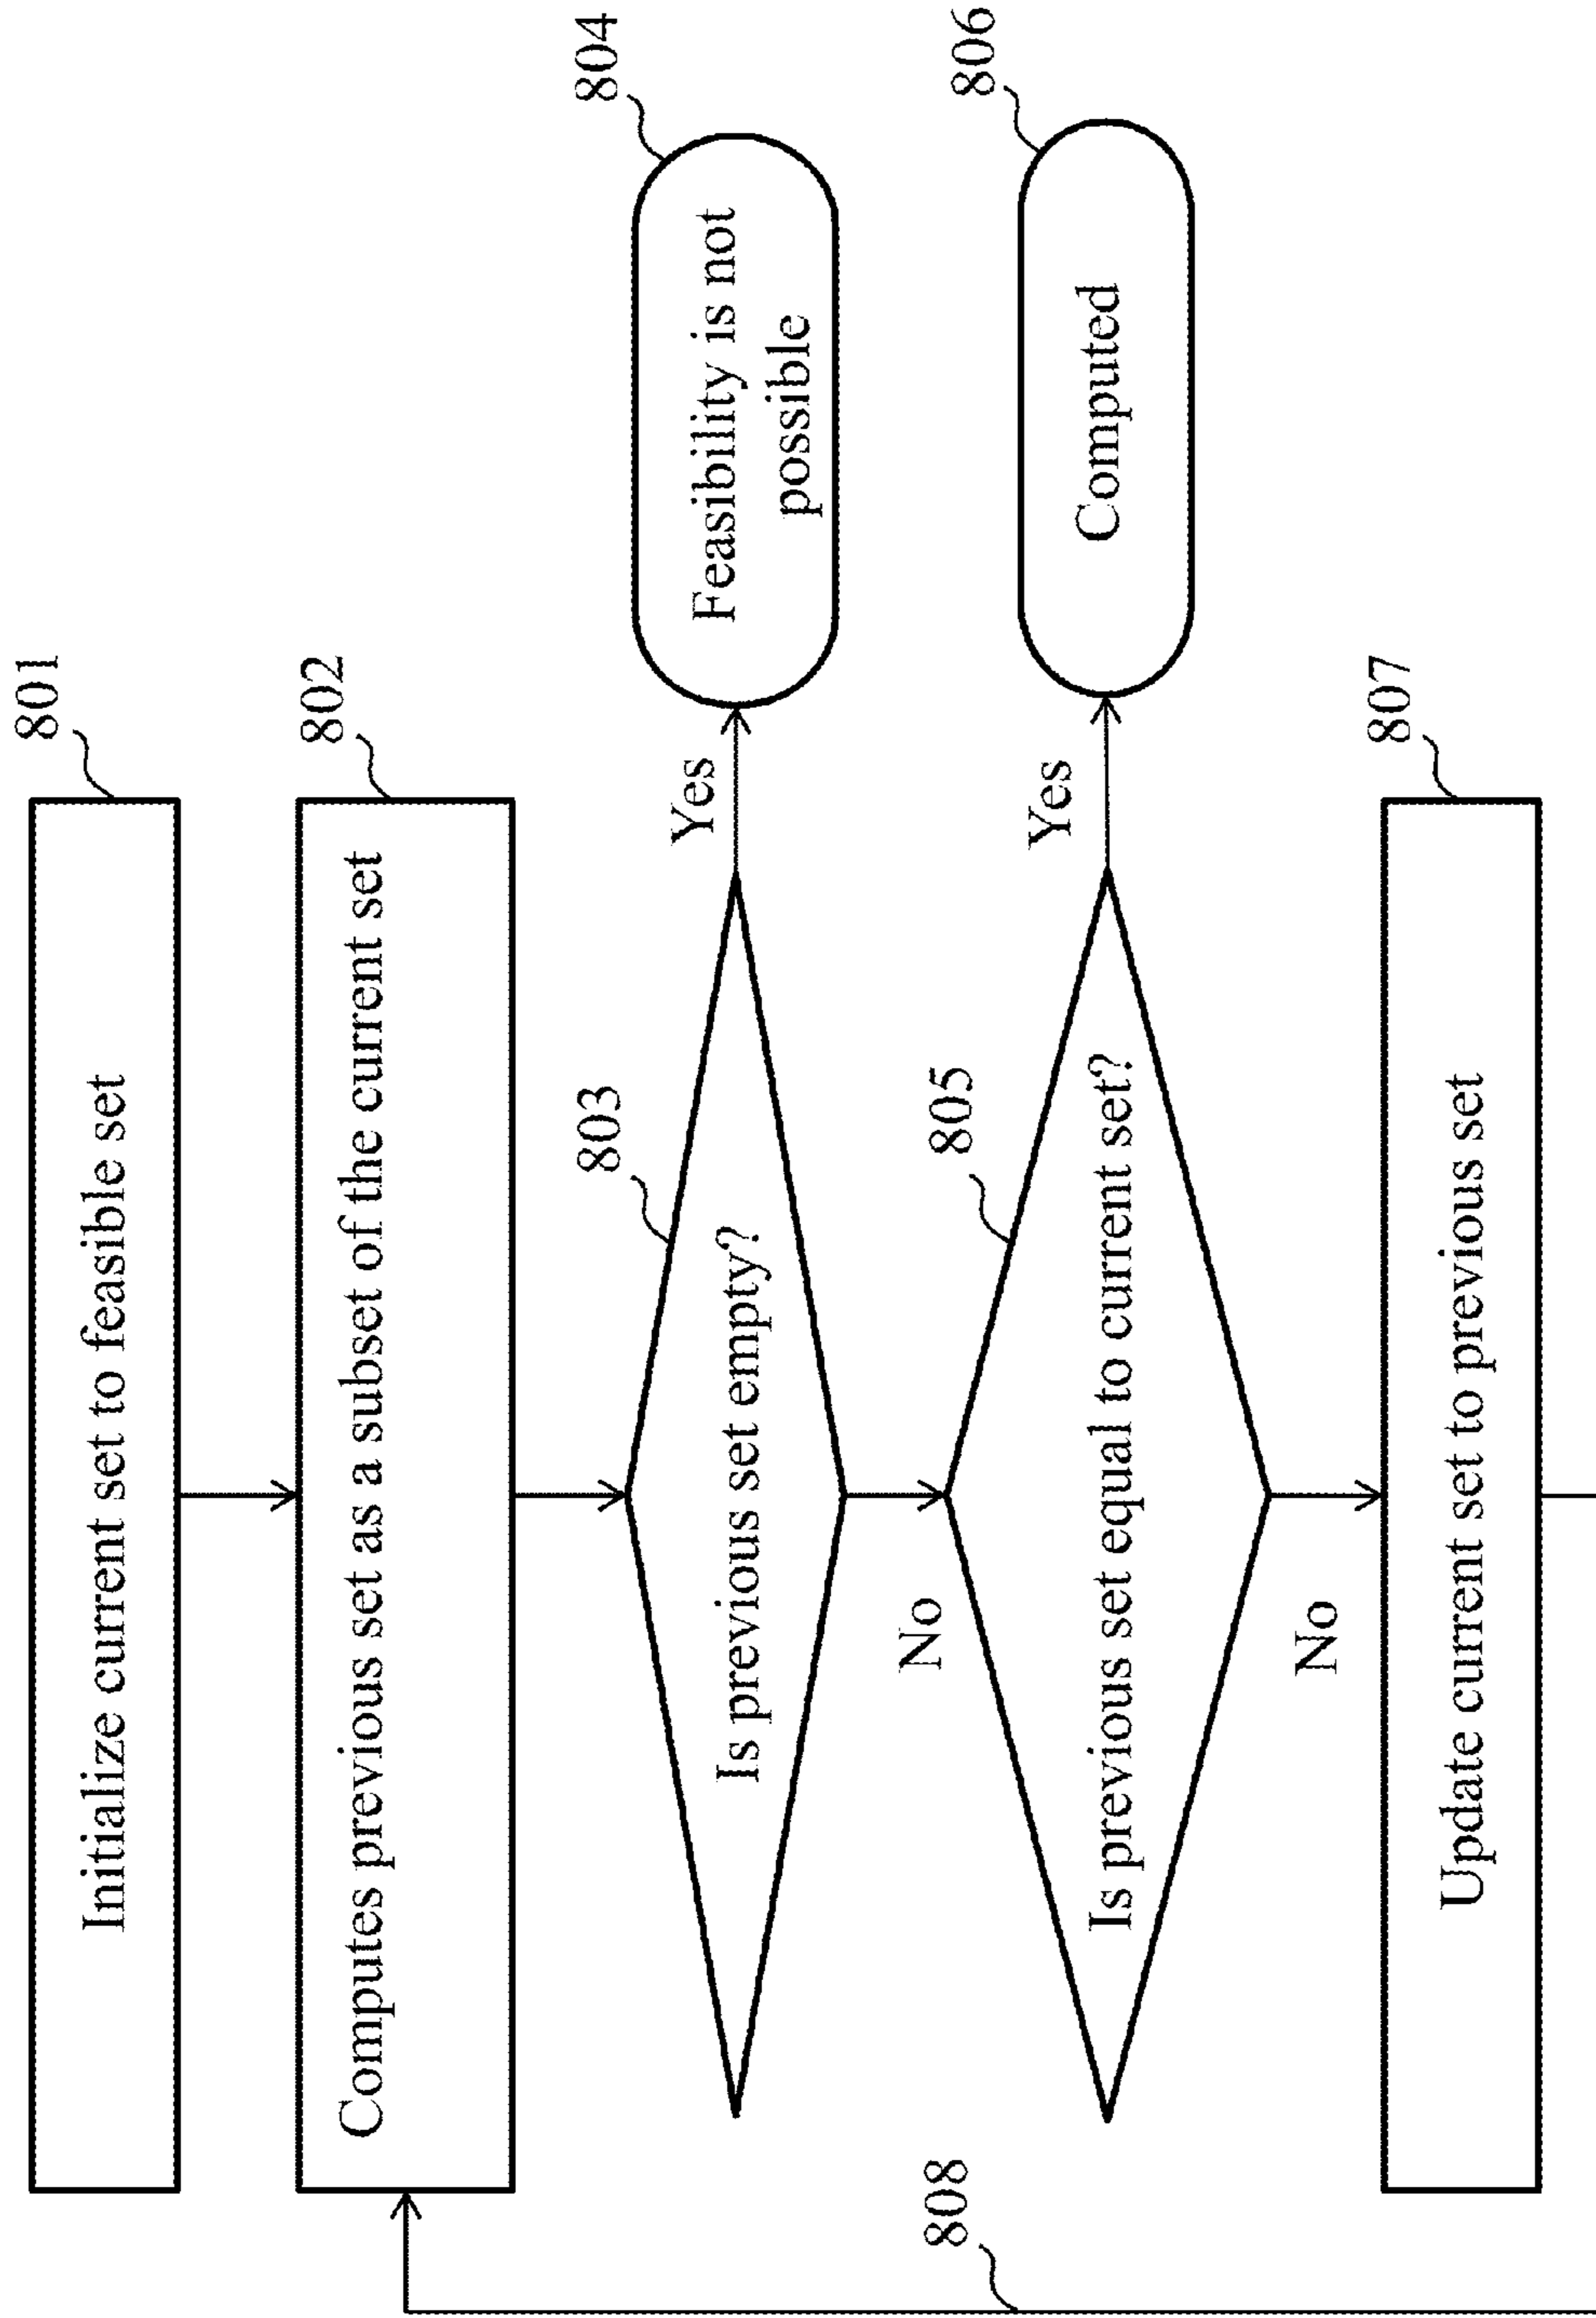 801
Initialize current set to feasible set
802
Computes previous set as a subset of the current set
803
Is previous set empty?
Yes
804
Feasibility is not
possible
No
805
Is previous set equal to current set?
Yes
806
Computed
No
807
Update current set to previous set
808